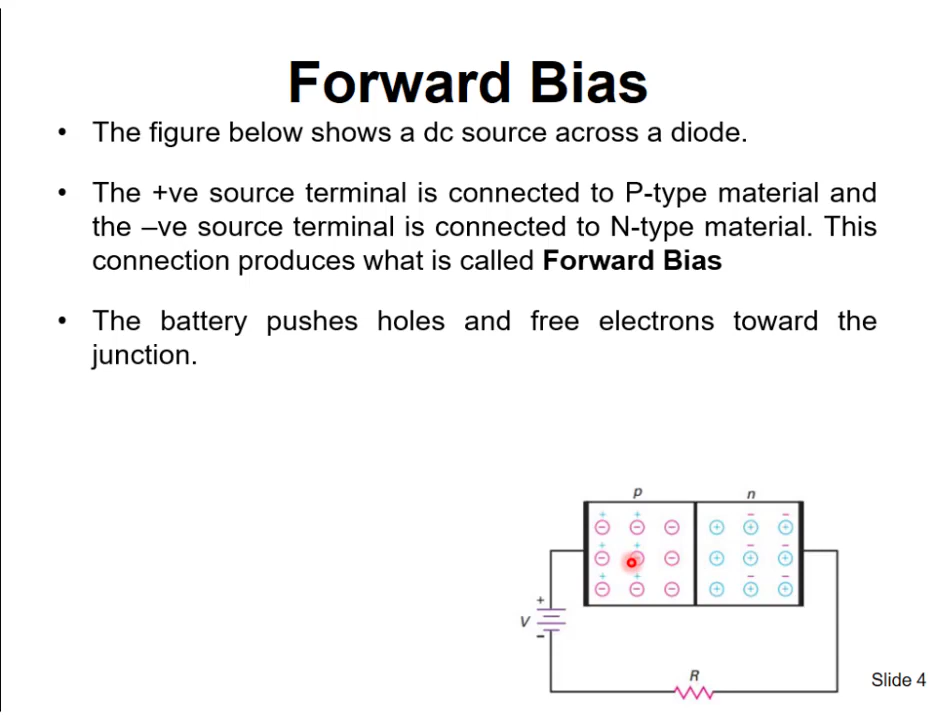 Forward Bias
• The figure below shows a dc source across a diode.
• The +ve source terminal is connected to P-type material and
the –ve source terminal is connected to N-type material. This
connection produces what is called Forward Bias
• The battery pushes holes and free electrons toward the
junction.
p
n
+
V
–
R
Slide 4